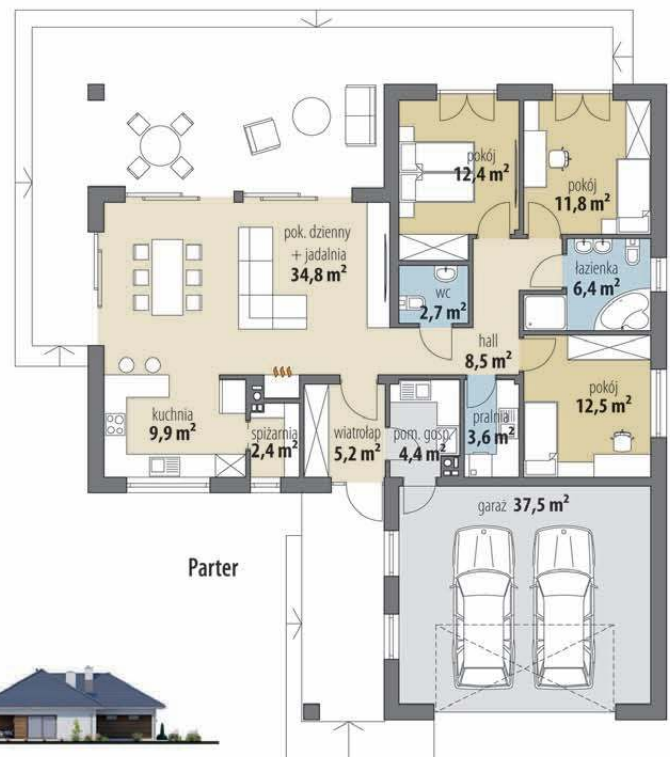 pokój
12,4 m²
pokój
11,8 m²
pok. dzienny
+ jadalnia
34,8 m²
łazienka
6,4 m²
wc
2,7 m²
hall
8,5 m²
pokój
12,5 m²
kuchnia
9,9 m²
spiżarnia
2,4 m²
wiatrołap
5,2 m²
pom. gosp.
4,4 m²
pralnia
3,6 m²
garaż 37,5 m²
Parter